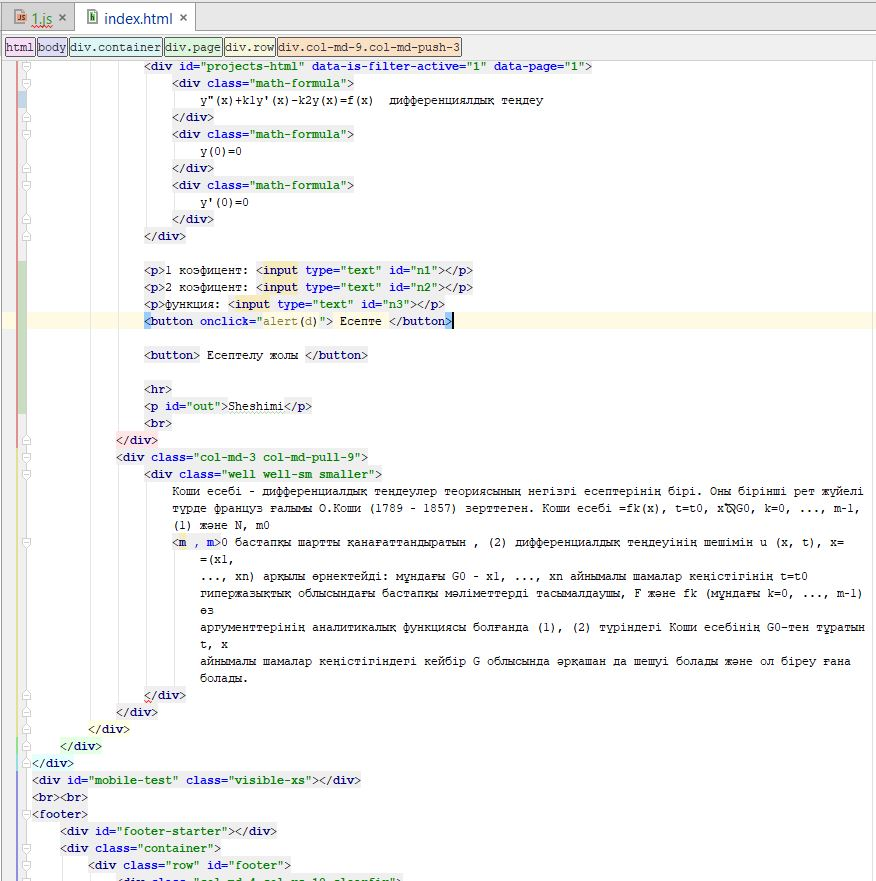 1.js × index.html ×
html body div.container div.page div.row div.col-md-9.col-md-push-3
<div id="projects-html" data-is-filter-active="1" data-page="1">
<div class="math-formula">
y"(x)+k1y'(x)-k2y(x)=f(x) дифференциялдық теңдеу
</div>
<div class="math-formula">
y(0)=0
</div>
<div class="math-formula">
y'(0)=0
</div>
</div>
<p>1 коэфицент: <input type="text" id="n1"></p>
<p>2 коэфицент: <input type="text" id="n2"></p>
<p>функция: <input type="text" id="n3"></p>
<button onclick="alert(d)"> Есепте </button>
<button> Есептелу жолы </button>
<hr>
<p id="out">Sheshimi</p>
<br>
</div>
<div class="col-md-3 col-md-pull-9">
<div class="well well-sm smaller">
Коши есебі - дифференциалдық теңдеулер теориясының негізгі есептерінің бірі. Оны бірінші рет жүйелі
түрде француз ғалымы О.Коши (1789 - 1857) зерттеген. Коши есебі =fk(x), t=t0, G0, k=0, ..., m-1,
(1) және N, m0
<m , m>0 бастапқы шартты қанағаттандыратын , (2) дифференциалдық теңдеуінің шешімін u (x, t), x=
=(x1,
..., xn) арқылы өрнектейді: мұндағы G0 - x1, ..., xn айнымалы шамалар кеңістігінің t=t0
гипержазықтық облысындағы бастапқы мәліметтерді тасымалдаушы, F және fk (мұндағы k=0, ..., m-1)
өз
аргументтерінің аналитикалық функциясы болғанда (1), (2) түріндегі Коши есебінің G0-тен тұратын
t, x
айнымалы шамалар кеңістігіндегі кейбір G облысында әрқашан да шешуі болады және ол біреу ғана
болады.
</div>
</div>
</div>
</div>
</div>
<div id="mobile-test" class="visible-xs"></div>
<br><br>
<footer>
<div id="footer-starter"></div>
<div class="container">
<div class="row" id="footer">